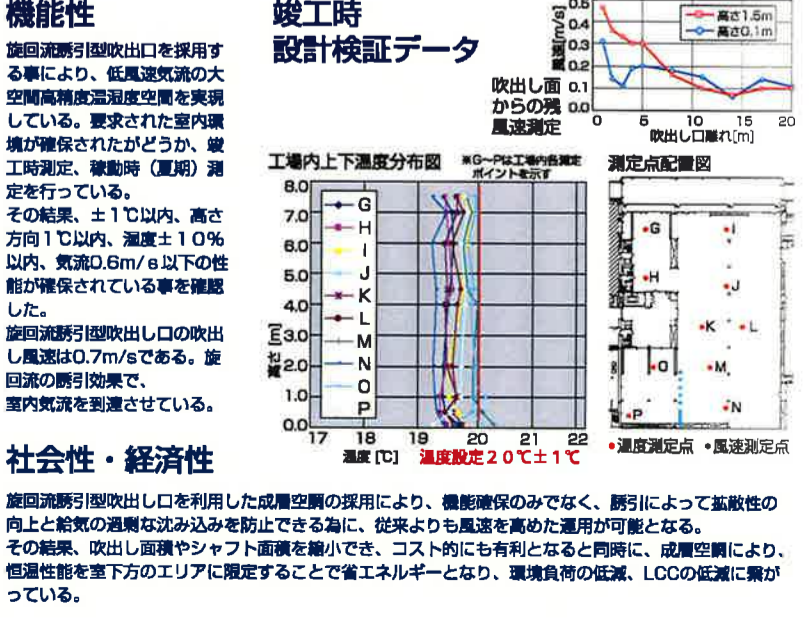 機能性
旋回流誘引型吹出口を採用す
る事により、低風速気流の大
空間高精度温湿度空間を実現
している。要求された室内環
境が確保されたがどうか、竣
工時測定、稼動時（夏期）測
定を行っている。
その結果、±1℃以内、高さ
方向1℃以内、湿度±10%
以内、気流0.6m/s以下の性
能が確保されている事を確認
した。
旋回流誘引型吹出し口の吹出
し風速は0.7m/sである。旋
回流の誘引効果で、
室内気流を到達させている。
竣工時
設計検証データ
吹出し面
からの残
風速測定
風速[m/s]
0.5
0.4
0.3
0.2
0.1
0.0
0 5 10 15 20
吹出し口離れ[m]
高さ1.5m
高さ0.1m
工場内上下温度分布図
※G~Pは工場内各測定
ポイントを示す
高さ [m]
8.0
7.0
6.0
5.0
4.0
3.0
2.0
1.0
0.0
G
H
I
J
K
L
M
N
O
P
17 18 19 20 21 22
温度 [℃]
温度設定20℃±1℃
測定点配置図
G
I
H
J
K
L
O
M
P
N
•温度測定点 •風速測定点
社会性・経済性
旋回流誘引型吹出し口を利用した成層空調の採用により、機能確保のみでなく、誘引によって拡散性の
向上と給気の過剰な沈み込みを防止できる為に、従来よりも風速を高めた運用が可能となる。
その結果、吹出し面積やシャフト面積を縮小でき、コスト的にも有利となると同時に、成層空調により、
恒温性能を室下方のエリアに限定することで省エネルギーとなり、環境負荷の低減、LCCの低減に繋が
っている。